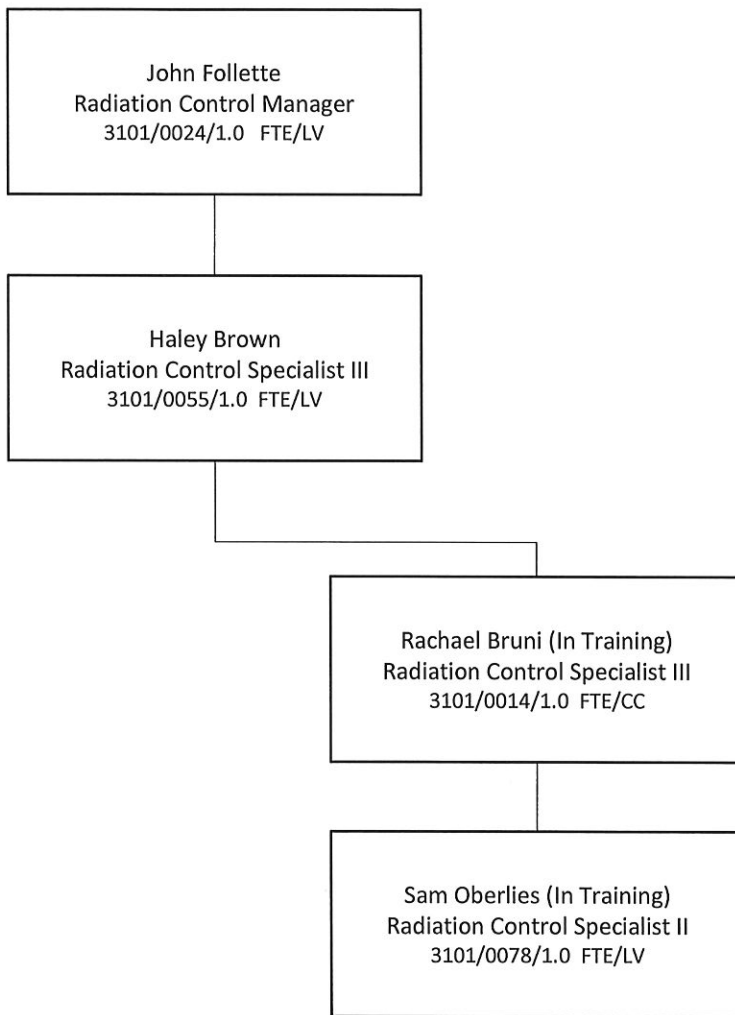 John Follette
Radiation Control Manager
3101/0024/1.0 FTE/LV
Haley Brown
Radiation Control Specialist III
3101/0055/1.0 FTE/LV
Rachael Bruni (In Training)
Radiation Control Specialist III
3101/0014/1.0 FTE/CC
Sam Oberlies (In Training)
Radiation Control Specialist II
3101/0078/1.0 FTE/LV